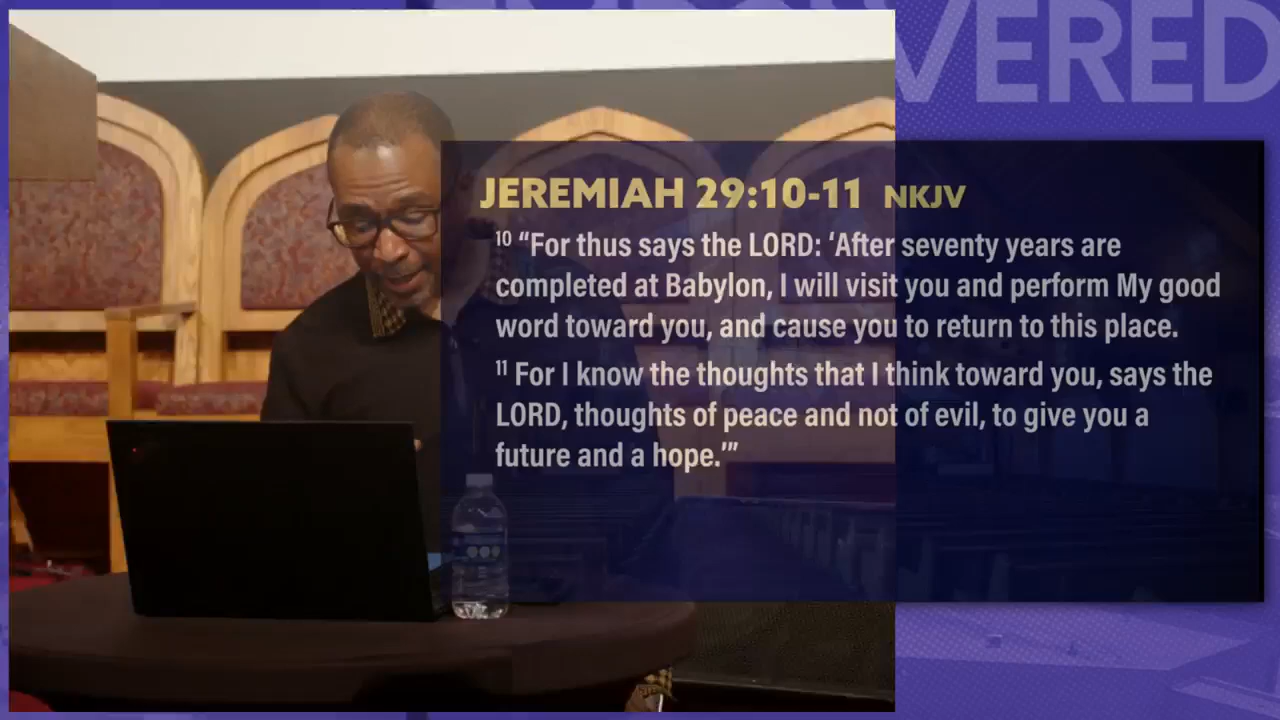 JEREMIAH 29:10-11 NKJV
10 “For thus says the LORD: ‘After seventy years are
completed at Babylon, I will visit you and perform My good
word toward you, and cause you to return to this place.
11 For I know the thoughts that I think toward you, says the
LORD, thoughts of peace and not of evil, to give you a
future and a hope.’”